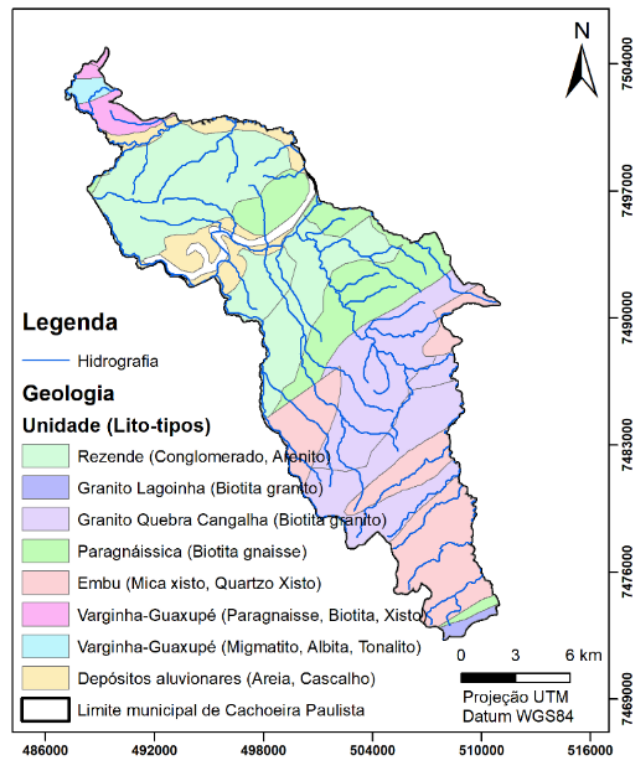 N
7504000
7497000
7490000
7483000
7476000
7469000
Legenda
Hidrografia
Geologia
Unidade (Lito-tipos)
Rezende (Conglomerado, Arenito)
Granito Lagoinha (Biotita granito)
Granito Quebra Cangalha (Biotita granito)
Paragnáissica (Biotita gnaisse)
Embu (Mica xisto, Quartzo Xisto)
Varginha-Guaxupé (Paragnaisse, Biotita, Xisto)
Varginha-Guaxupé (Migmatito, Albita, Tonalito)
Depósitos aluvionares (Areia, Cascalho)
Limite municipal de Cachoeira Paulista
0 3 6 km
Projeção UTM
Datum WGS84
486000 492000 498000 504000 510000 516000